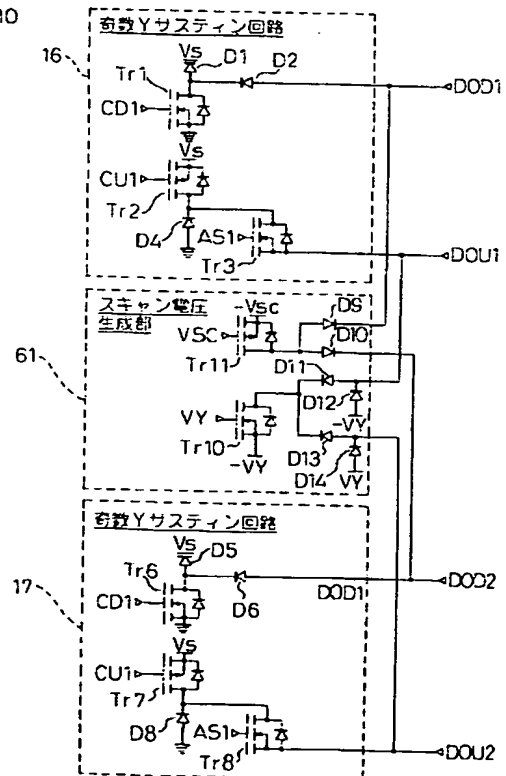 10
奇数Yサスティン回路
16
Vs
D1
D2
Tr1
DOD1
CD1
Vs
CU1
Tr2
D4
AS1
Tr3
DOU1
スキャン電圧
生成部
-Vsc
D9
VSC
D10
Tr11
D11
61
D12
-VY
VY
Tr10
-VY
D13
D14
VY
奇数Yサスティン回路
17
Vs
D5
Tr6
D6
DOD1
DOD2
CD1
Vs
CU1
Tr7
D8
AS1
Tr8
DOU2